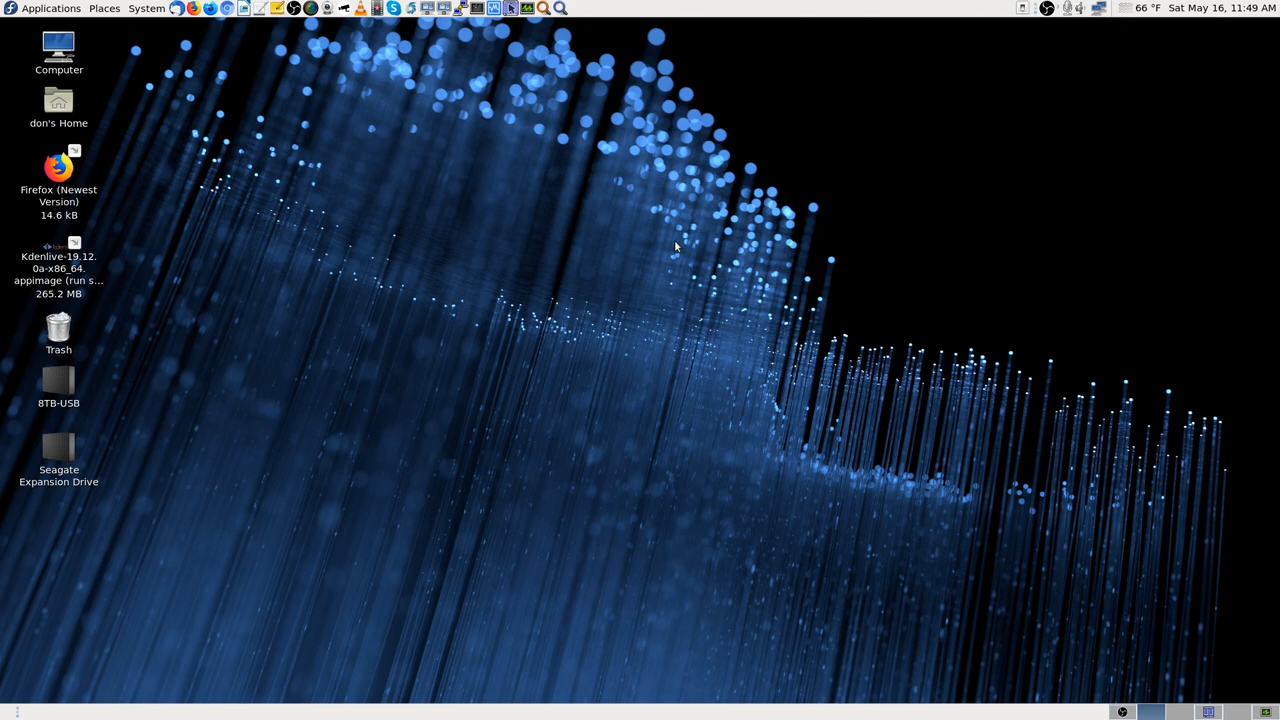 Applications Places System
66 °F Sat May 16, 11:49 AM
Computer
don's Home
Firefox (Newest
Version)
14.6 kB
Kdenlive-19.12.
0a-x86_64.
appimage (run s...
265.2 MB
Trash
8TB-USB
Seagate
Expansion Drive